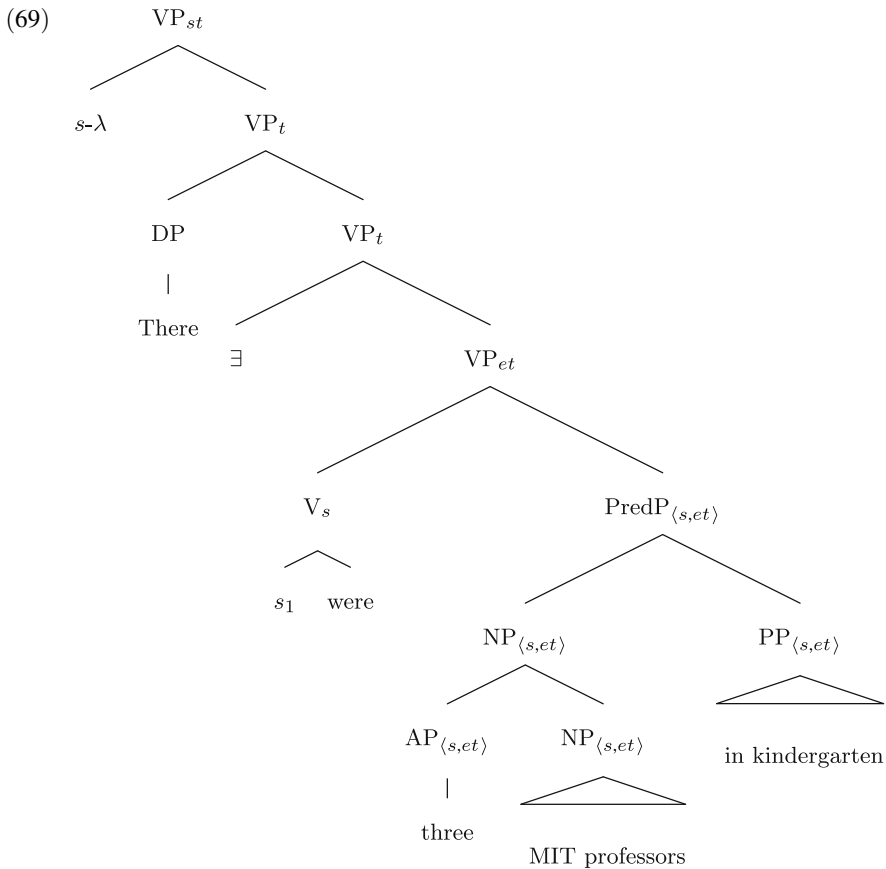 (69)
VP_st
s-λ VP_t
DP VP_t
There
∃ VP_et
V_s PredP_⟨s,et⟩
s_1 were
NP_⟨s,et⟩ PP_⟨s,et⟩
AP_⟨s,et⟩ NP_⟨s,et⟩
in kindergarten
three
MIT professors